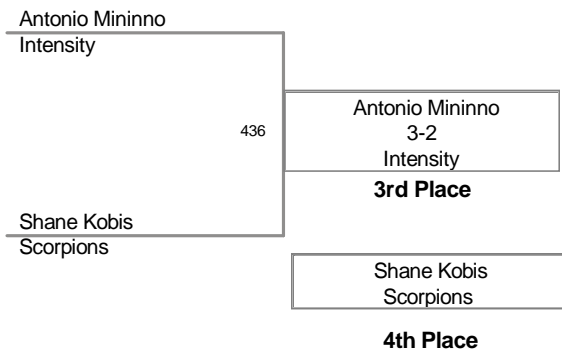 Antonio Mininno
Intensity
436
Antonio Mininno
3-2
Intensity
3rd Place
Shane Kobis
Scorpions
Shane Kobis
Scorpions
4th Place